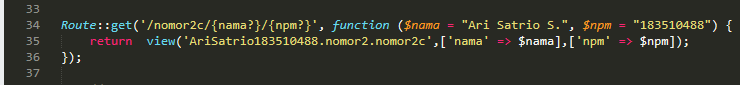 33
34 Route::get('/nomor2c/{nama?}/{npm?}', function ($nama = "Ari Satrio S.", $npm = "183510488") {
35 return view('AriSatrio183510488.nomor2.nomor2c',['nama' => $nama],['npm' => $npm]);
36 });
37